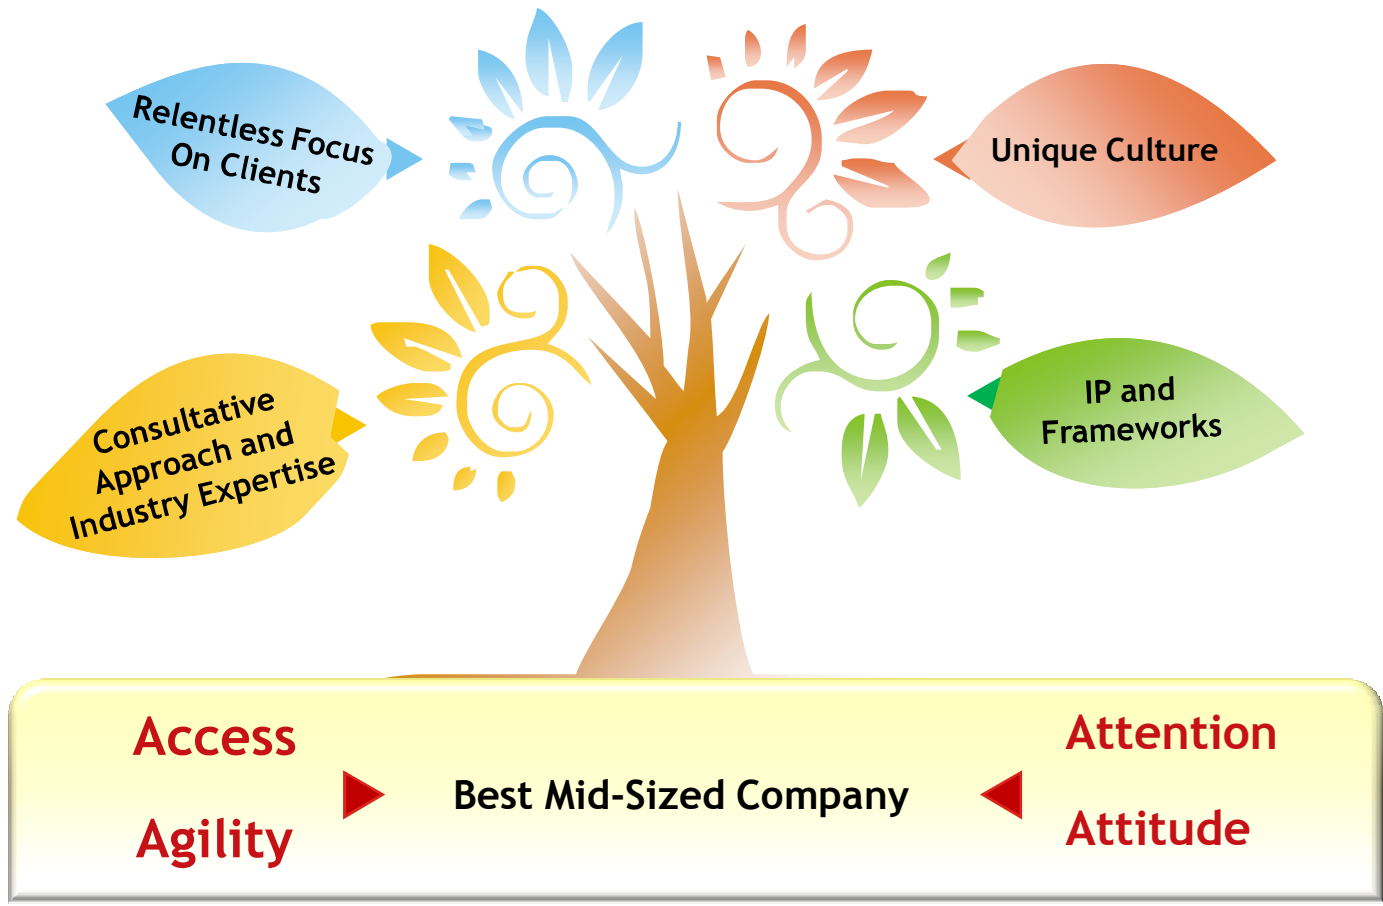 Relentless Focus
On Clients
Unique Culture
Consultative
Approach and
Industry Expertise
IP and
Frameworks
Access
Agility
Best Mid-Sized Company
Attention
Attitude